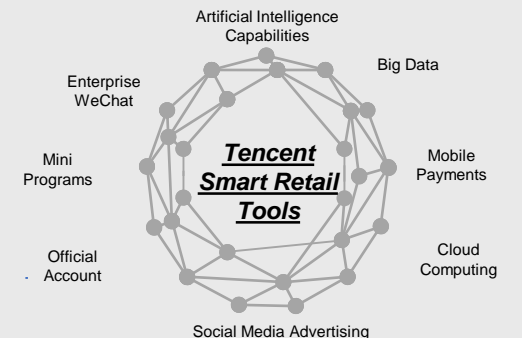 Artificial Intelligence
Capabilities
Big Data
Enterprise
WeChat
Tencent
Smart Retail
Tools
Mini
Programs
Mobile
Payments
Official
Account
Cloud
Computing
Social Media Advertising